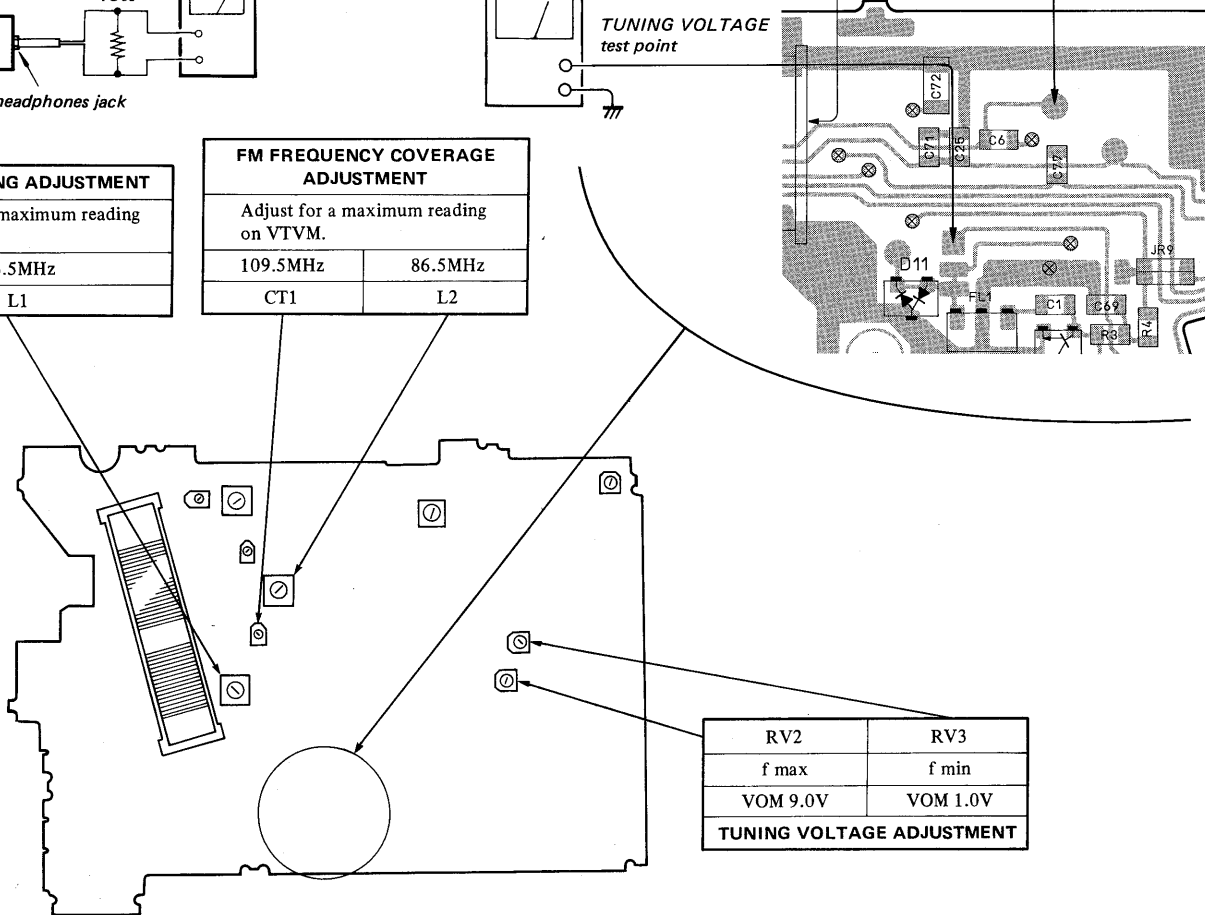 TUNING VOLTAGE
test point
headphones jack
C72
C71
C25
C6
C77
D11
FL1
JR9
C1
C69
R3
R4
ADJUSTMENT
maximum reading
.5MHz
L1
FM FREQUENCY COVERAGE
ADJUSTMENT
Adjust for a maximum reading
on VTVM.
109.5MHz
86.5MHz
CT1
L2
RV2
RV3
f max
f min
VOM 9.0V
VOM 1.0V
TUNING VOLTAGE ADJUSTMENT